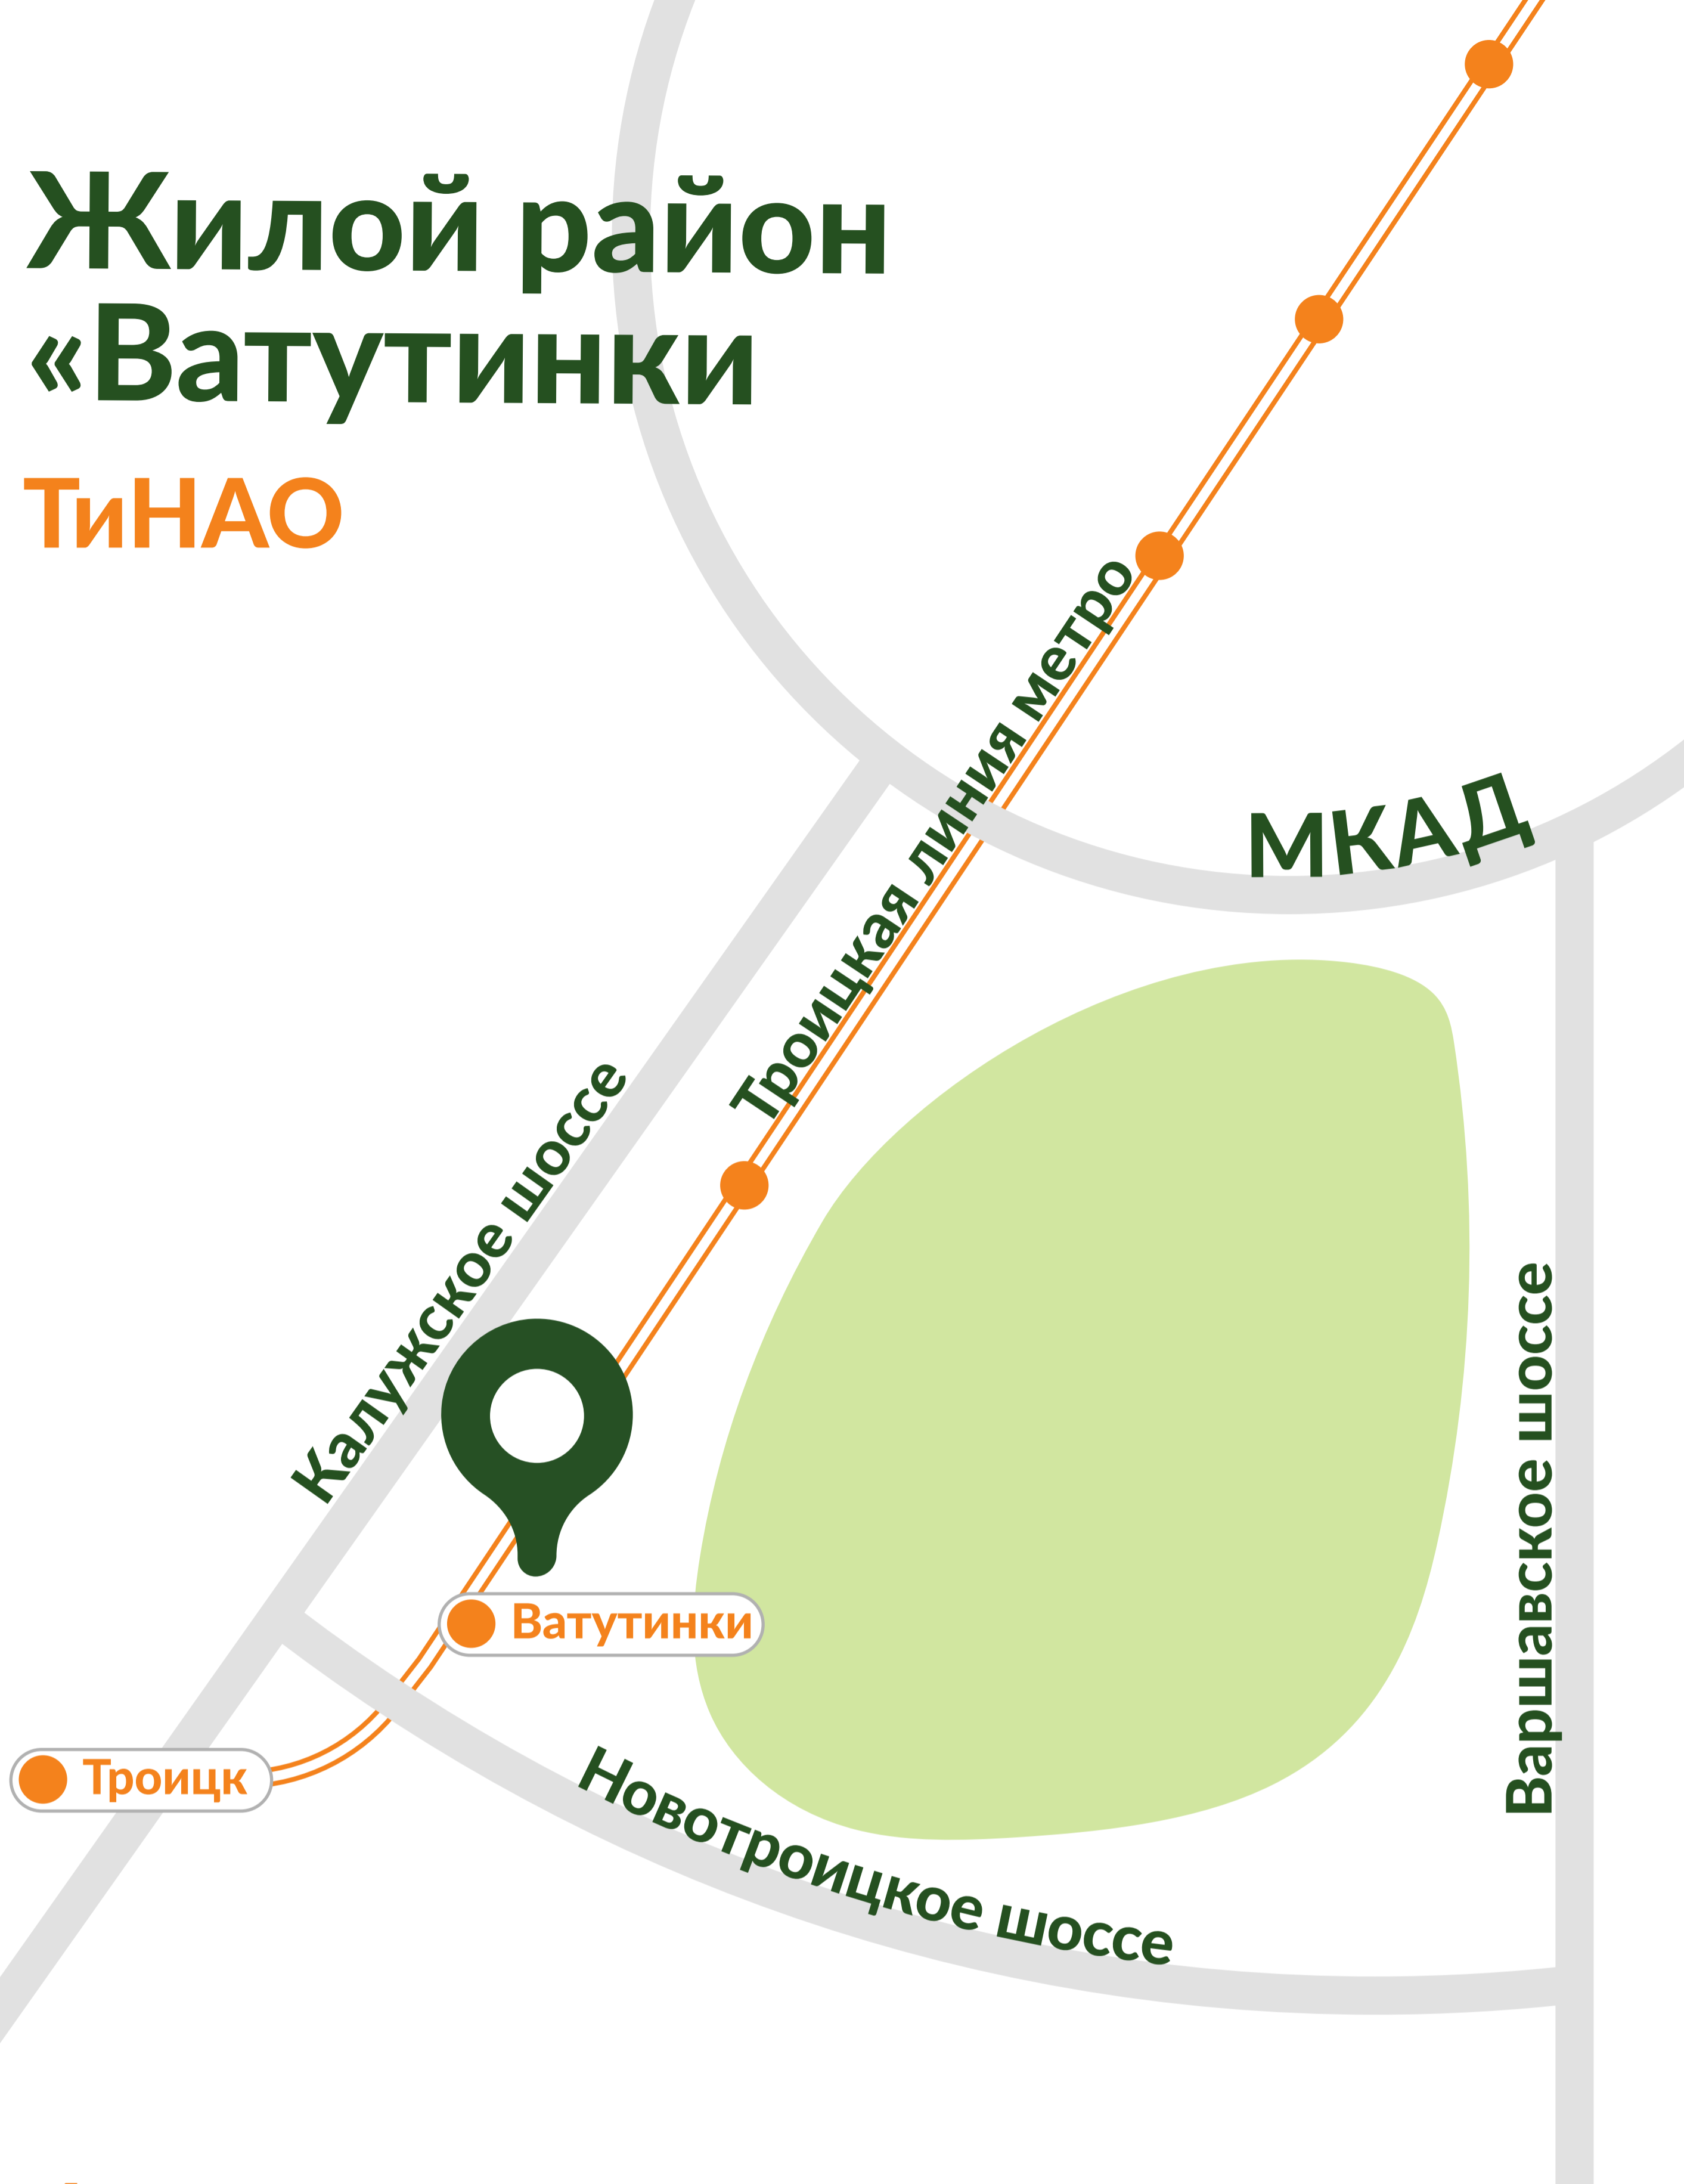 Жилой район
«Ватутинки
ТиНАО
Троицкая линия метро
МКАД
Калужское шоссе
Варшавское шоссе
Ватутинки
Троицк
Новотроицкое шоссе